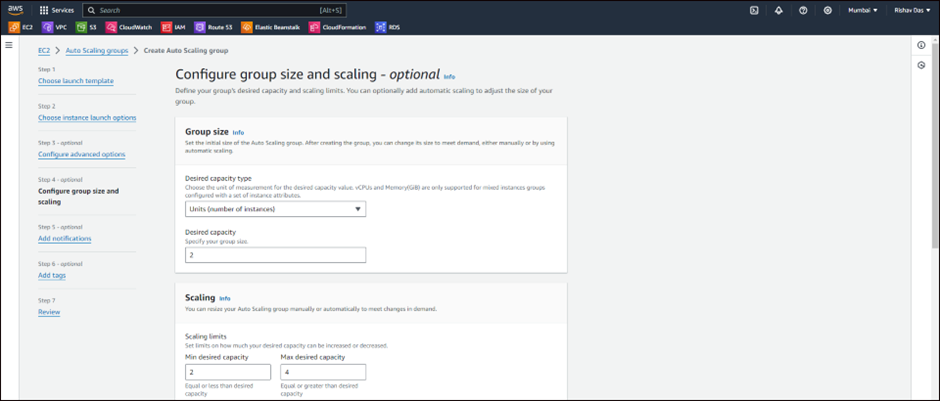 aws Services Search [Alt+S] Mumbai Rishav Das
EC2 VPC S3 CloudWatch IAM Route 53 Elastic Beanstalk CloudFormation RDS
EC2 > Auto Scaling groups > Create Auto Scaling group
Step 1
Choose launch template
Step 2
Choose instance launch options
Step 3 - optional
Configure advanced options
Step 4 - optional
Configure group size and
scaling
Step 5 - optional
Add notifications
Step 6 - optional
Add tags
Step 7
Review
Configure group size and scaling - optional Info
Define your group's desired capacity and scaling limits. You can optionally add automatic scaling to adjust the size of your
group.
Group size Info
Set the initial size of the Auto Scaling group. After creating the group, you can change its size to meet demand, either manually or by using
automatic scaling.
Desired capacity type
Choose the unit of measurement for the desired capacity value. vCPUs and Memory(GiB) are only supported for mixed instances groups
configured with a set of instance attributes.
Units (number of instances)
Desired capacity
Specify your group size.
2
Scaling Info
You can resize your Auto Scaling group manually or automatically to meet changes in demand.
Scaling limits
Set limits on how much your desired capacity can be increased or decreased.
Min desired capacity Max desired capacity
2 4
Equal or less than desired Equal or greater than desired
capacity capacity